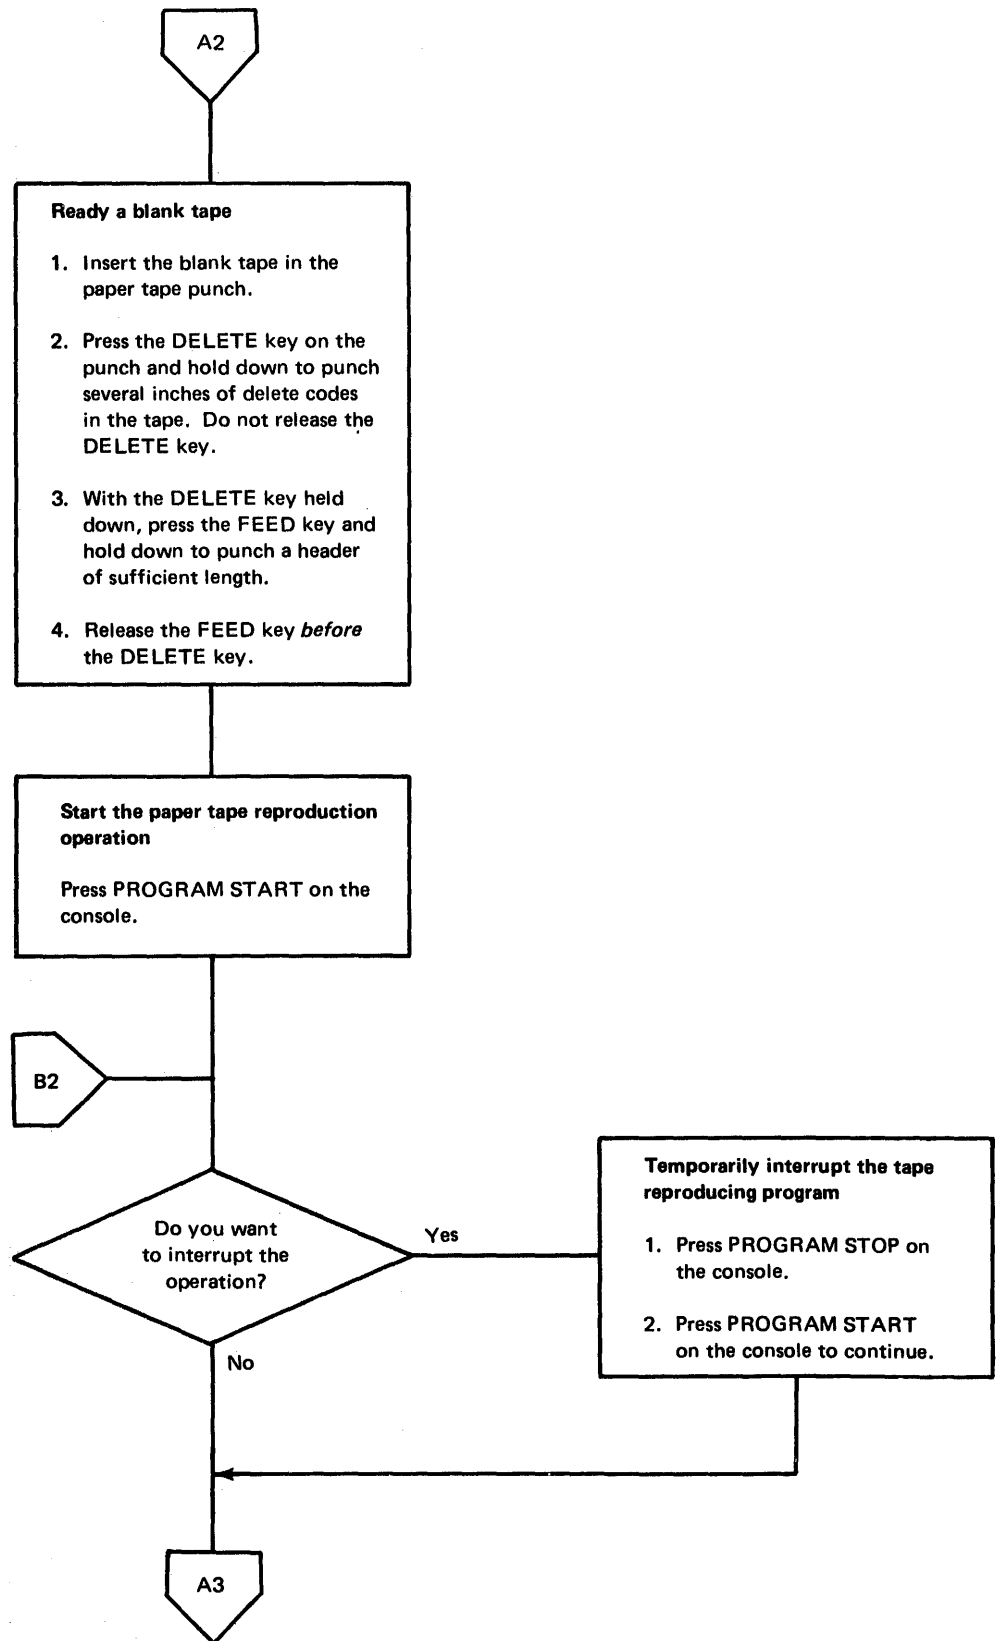 A2
Ready a blank tape
1. Insert the blank tape in the
paper tape punch.
2. Press the DELETE key on the
punch and hold down to punch
several inches of delete codes
in the tape. Do not release the
DELETE key.
3. With the DELETE key held
down, press the FEED key and
hold down to punch a header
of sufficient length.
4. Release the FEED key before
the DELETE key.
Start the paper tape reproduction
operation
Press PROGRAM START on the
console.
B2
Do you want
to interrupt the
operation?
Yes
No
Temporarily interrupt the tape
reproducing program
1. Press PROGRAM STOP on
the console.
2. Press PROGRAM START
on the console to continue.
A3